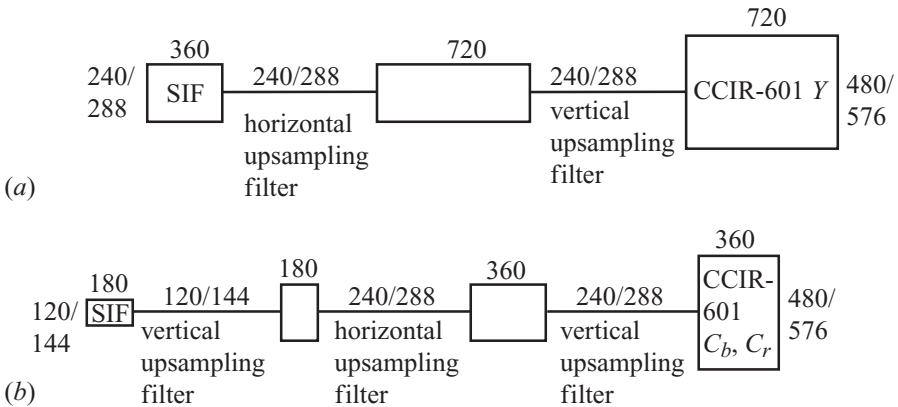 720
360
720
240/
288
SIF
240/288
240/288
CCIR-601 Y
480/
576
horizontal
upsampling
filter
vertical
upsampling
filter
(a)
360
180
180
360
120/
144
SIF
120/144
240/288
240/288
CCIR-
601
Cb, Cr
480/
576
vertical
upsampling
filter
horizontal
upsampling
filter
vertical
upsampling
filter
(b)